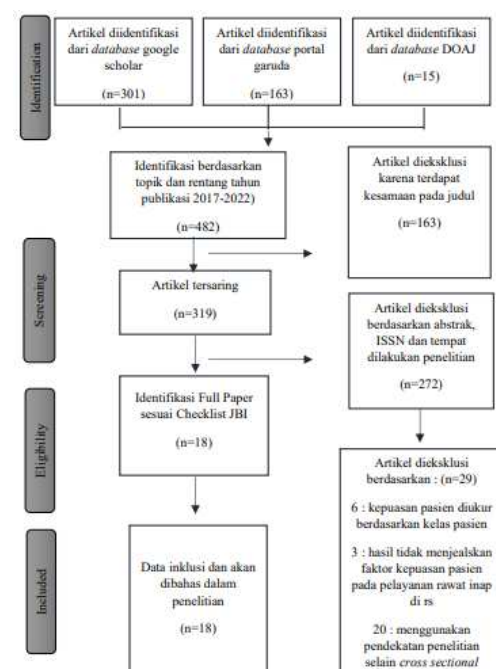 Identification
Artikel diidentifikasi
dari database google
scholar
(n=301)
Artikel diidentifikasi
dari database portal
garuda
(n=163)
Artikel diidentifikasi
dari database DOAJ
(n=15)
Identifikasi berdasarkan
topik dan rentang tahun
publikasi 2017-2022)
(n=482)
Artikel dieksklusi
karena terdapat
kesamaan pada judul
(n=163)
Screening
Artikel tersaring
(n=319)
Artikel dieksklusi
berdasarkan abstrak,
ISSN dan tempat
dilakukan penelitian
(n=272)
Eligibility
Identifikasi Full Paper
sesuai Checklist JBI
(n=18)
Artikel dieksklusi
berdasarkan : (n=29)
6 : kepuasan pasien diukur
berdasarkan kelas pasien
3 : hasil tidak menjealskan
faktor kepuasan pasien
pada pelayanan rawat inap
di rs
20 : menggunakan
pendekatan penelitian
selain cross sectional
Included
Data inklusi dan akan
dibahas dalam
penelitian
(n=18)